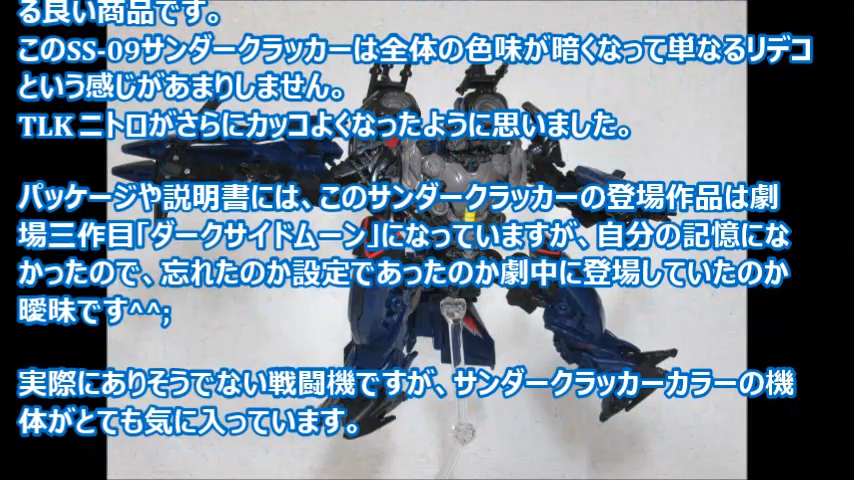 る良い商品です。
このSS-09サンダークラッカーは全体の色味が暗くなって単なるリデコ
という感じがあまりしません。
TLKニトロがさらにカッコよくなったように思いました。
パッケージや説明書には、このサンダークラッカーの登場作品は劇
場三作目「ダークサイドムーン」になっていますが、自分の記憶にな
かったので、忘れたのか設定であったのか劇中に登場していたのか
曖昧です^^;
実際にありそうでない戦闘機ですが、サンダークラッカーカラーの機
体がとても気に入っています。